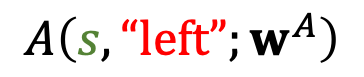 A(s, “left”; w^A)